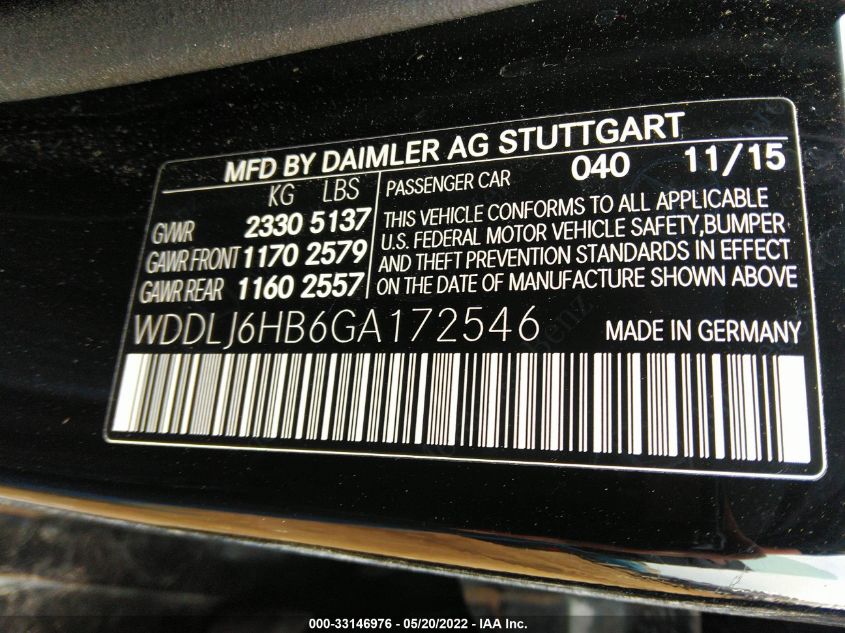 MFD BY DAIMLER AG STUTTGART
KG LBS
GVWR 2330 5137
GAWR FRONT 1170 2579
GAWR REAR 1160 2557
PASSENGER CAR 040 11/15
THIS VEHICLE CONFORMS TO ALL APPLICABLE
U.S. FEDERAL MOTOR VEHICLE SAFETY,BUMPER
AND THEFT PREVENTION STANDARDS IN EFFECT
ON THE DATE OF MANUFACTURE SHOWN ABOVE
WDDLJ6HB6GA172546 MADE IN GERMANY
000-33146976 - 05/20/2022 - IAA Inc.